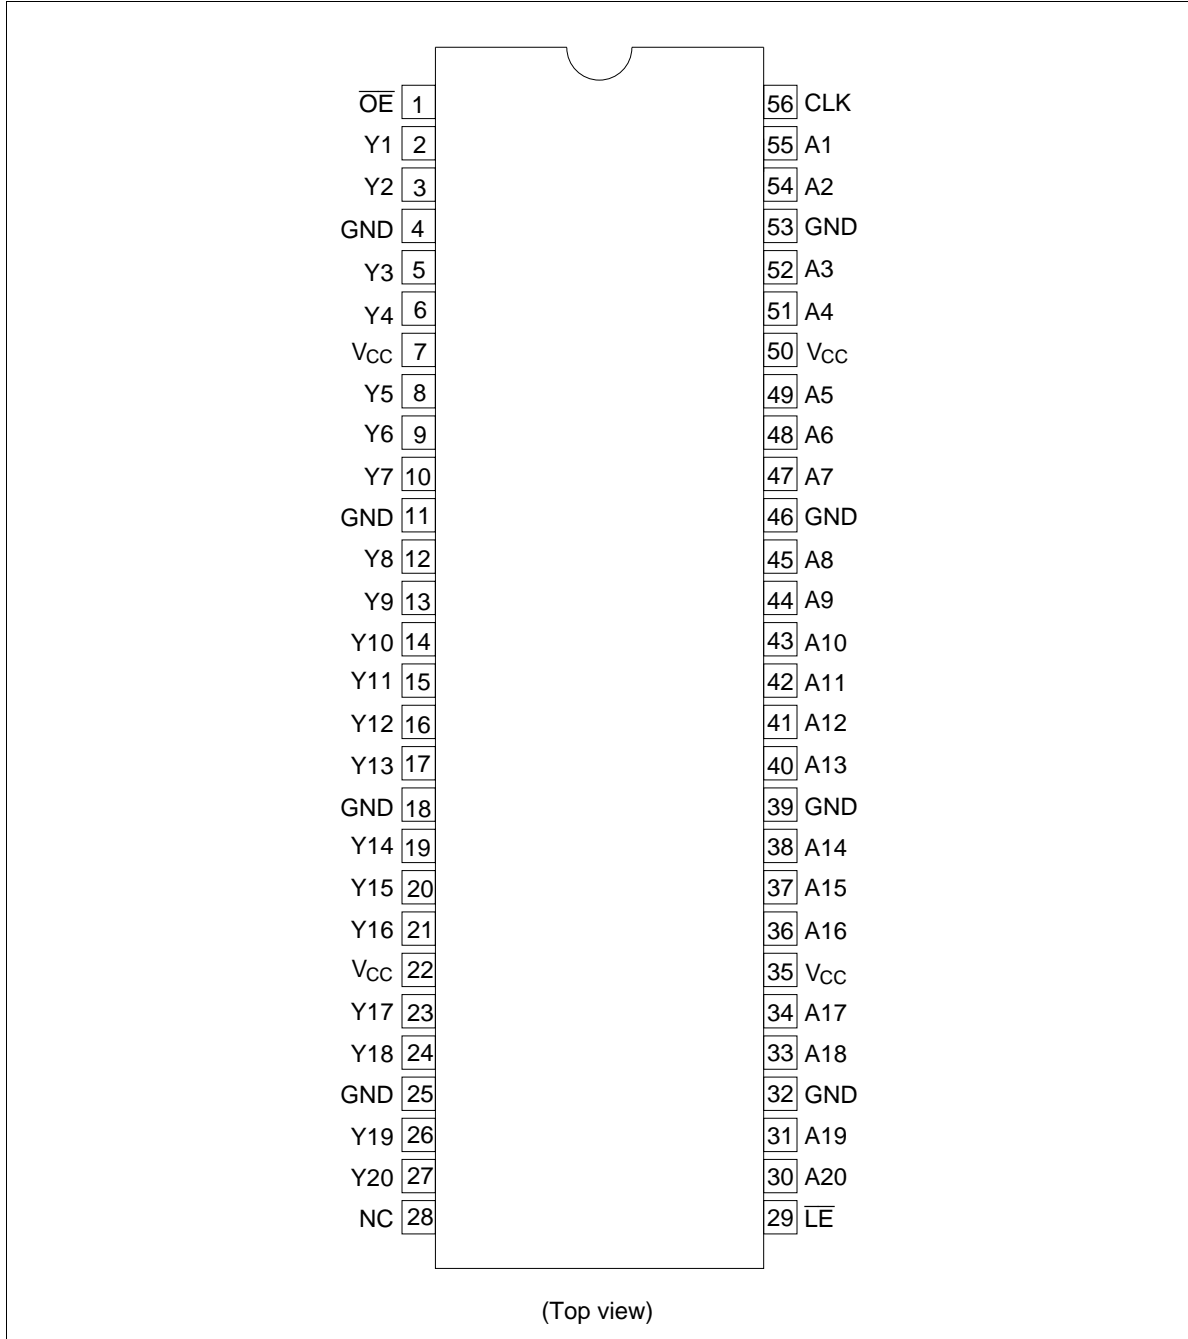 O̅E̅ 1 56 CLK
Y1 2 55 A1
Y2 3 54 A2
GND 4 53 GND
Y3 5 52 A3
Y4 6 51 A4
VCC 7 50 VCC
Y5 8 49 A5
Y6 9 48 A6
Y7 10 47 A7
GND 11 46 GND
Y8 12 45 A8
Y9 13 44 A9
Y10 14 43 A10
Y11 15 42 A11
Y12 16 41 A12
Y13 17 40 A13
GND 18 39 GND
Y14 19 38 A14
Y15 20 37 A15
Y16 21 36 A16
VCC 22 35 VCC
Y17 23 34 A17
Y18 24 33 A18
GND 25 32 GND
Y19 26 31 A19
Y20 27 30 A20
NC 28 29 L̅E̅
(Top view)